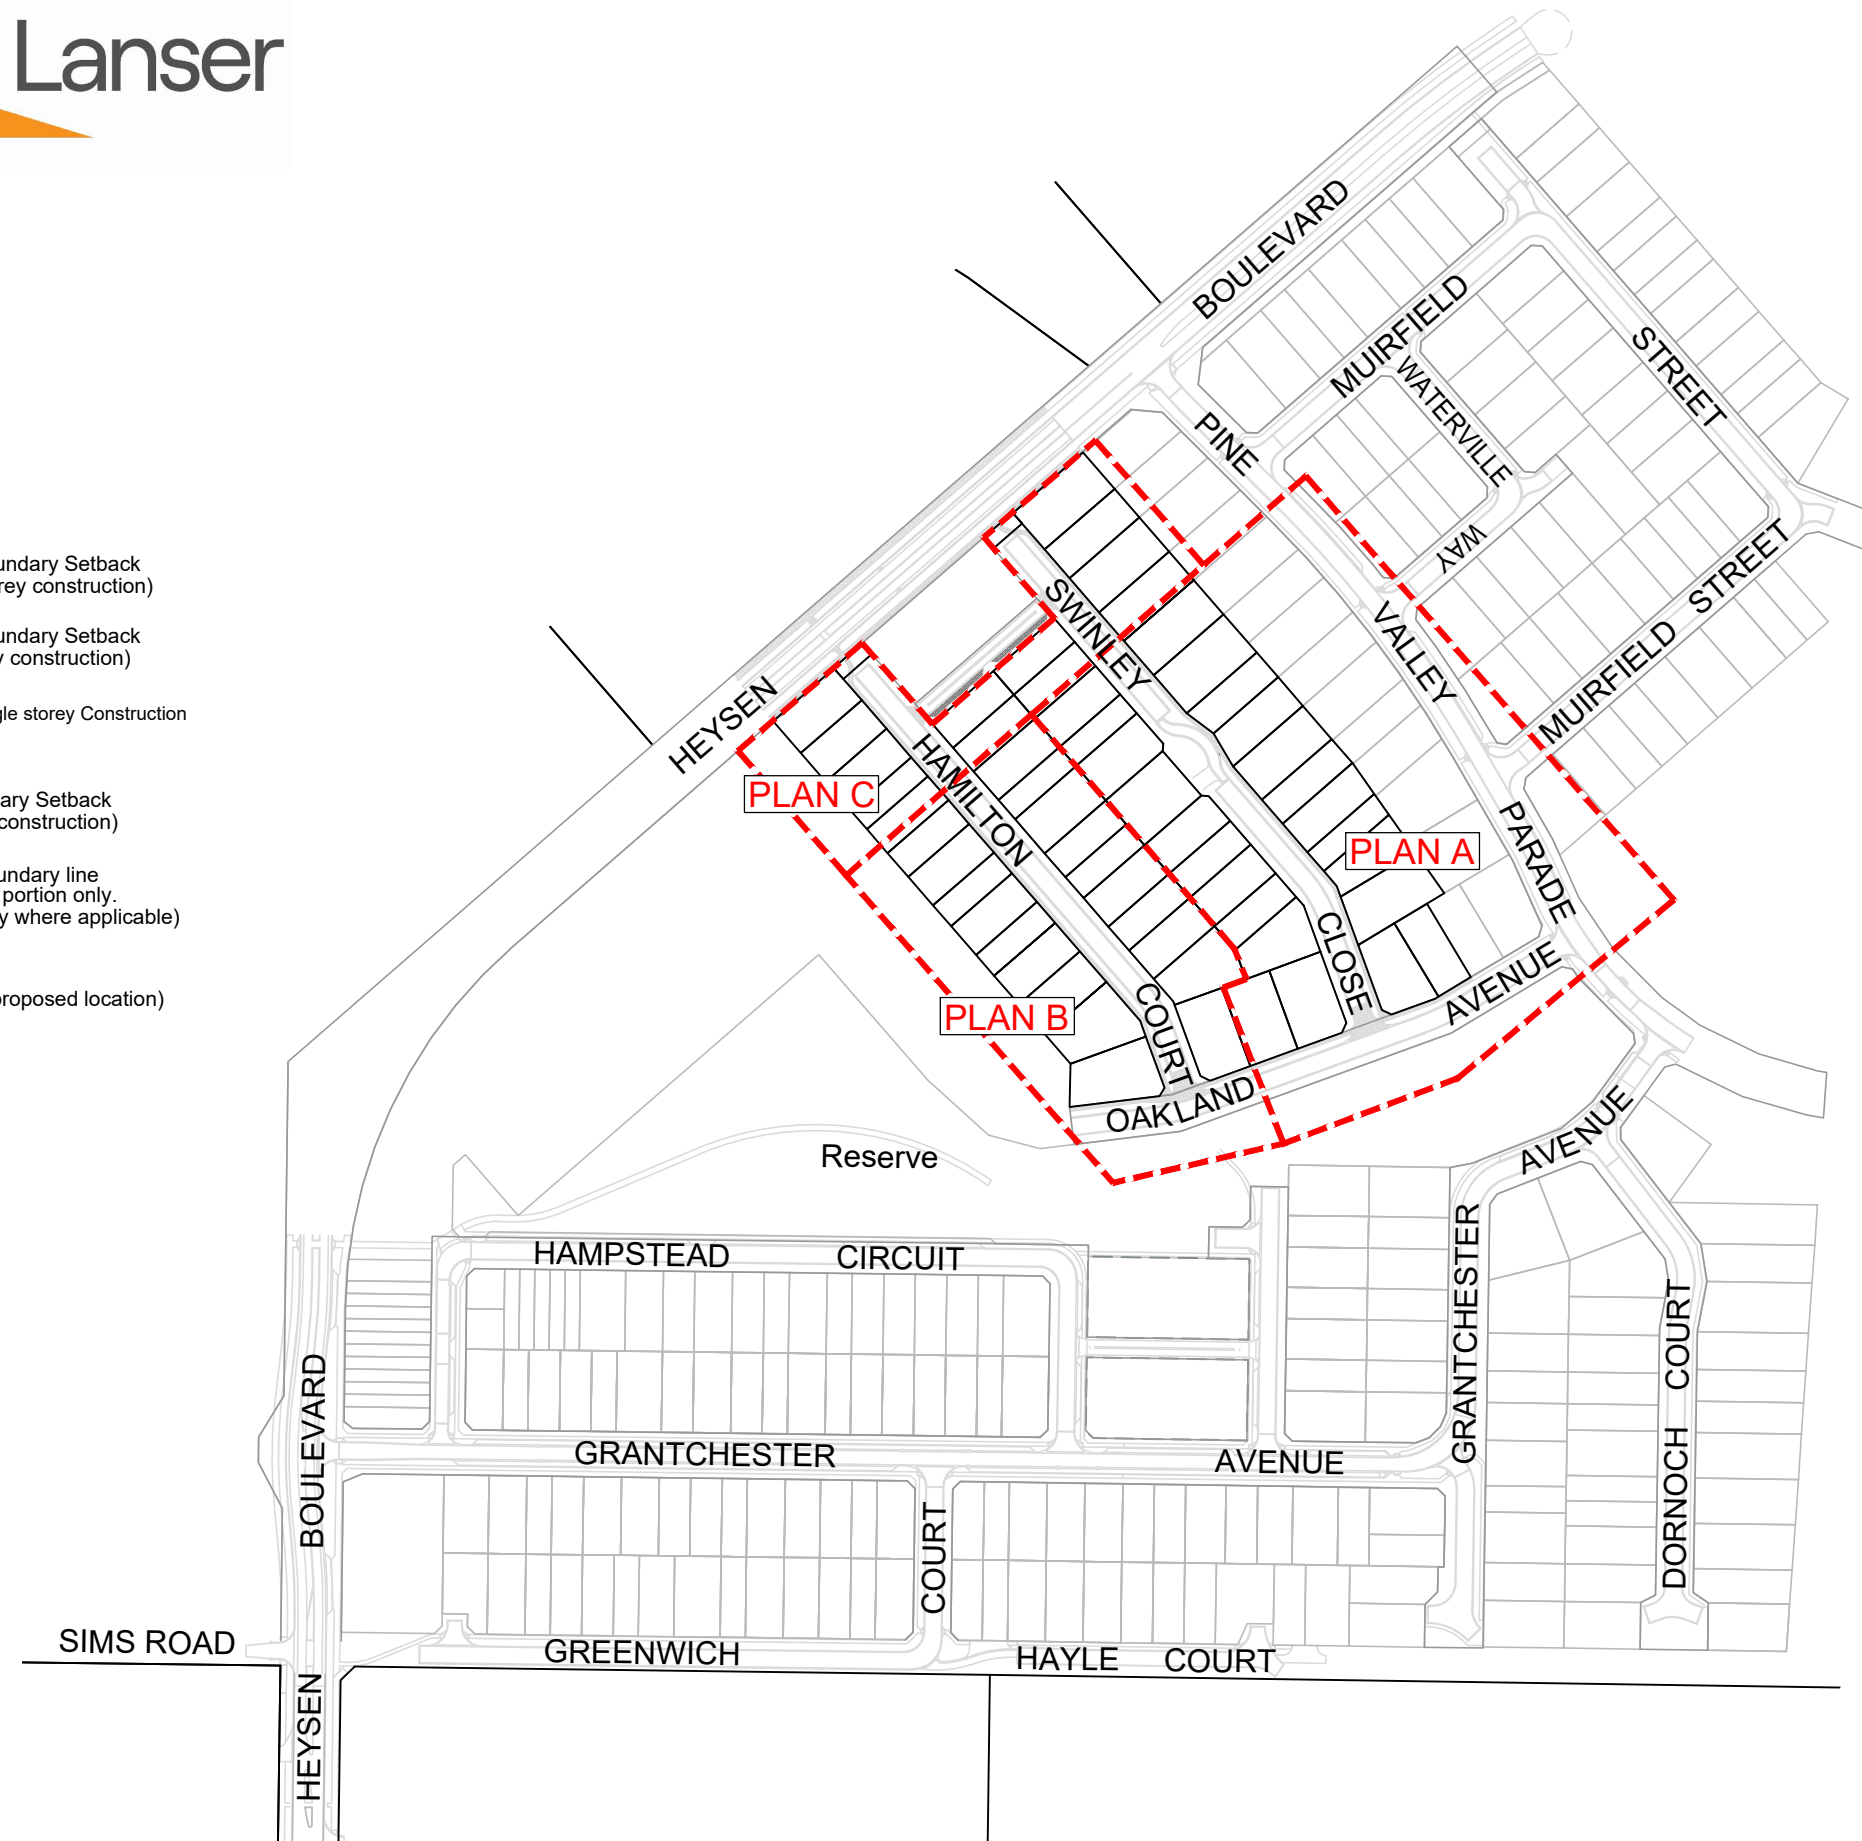 Lanser
undary Setback
rey construction)
undary Setback
y construction)
gle storey Construction
ary Setback
construction)
undary line
portion only.
y where applicable)
proposed location)
BOULEVARD
HEYSEN
MUIRFIELD
STREET
WATERVILLE
WAY
PINE
VALLEY
PARADE
MUIRFIELD
STREET
SWINLEY
CLOSE
HAMILTON
COURT
PLAN C
PLAN A
PLAN B
OAKLAND
AVENUE
Reserve
AVENUE
GRANTCHESTER
HAMPSTEAD
CIRCUIT
GRANTCHESTER
AVENUE
BOULEVARD
HEYSEN
COURT
DORNOCH
COURT
SIMS ROAD
GREENWICH
HAYLE
COURT